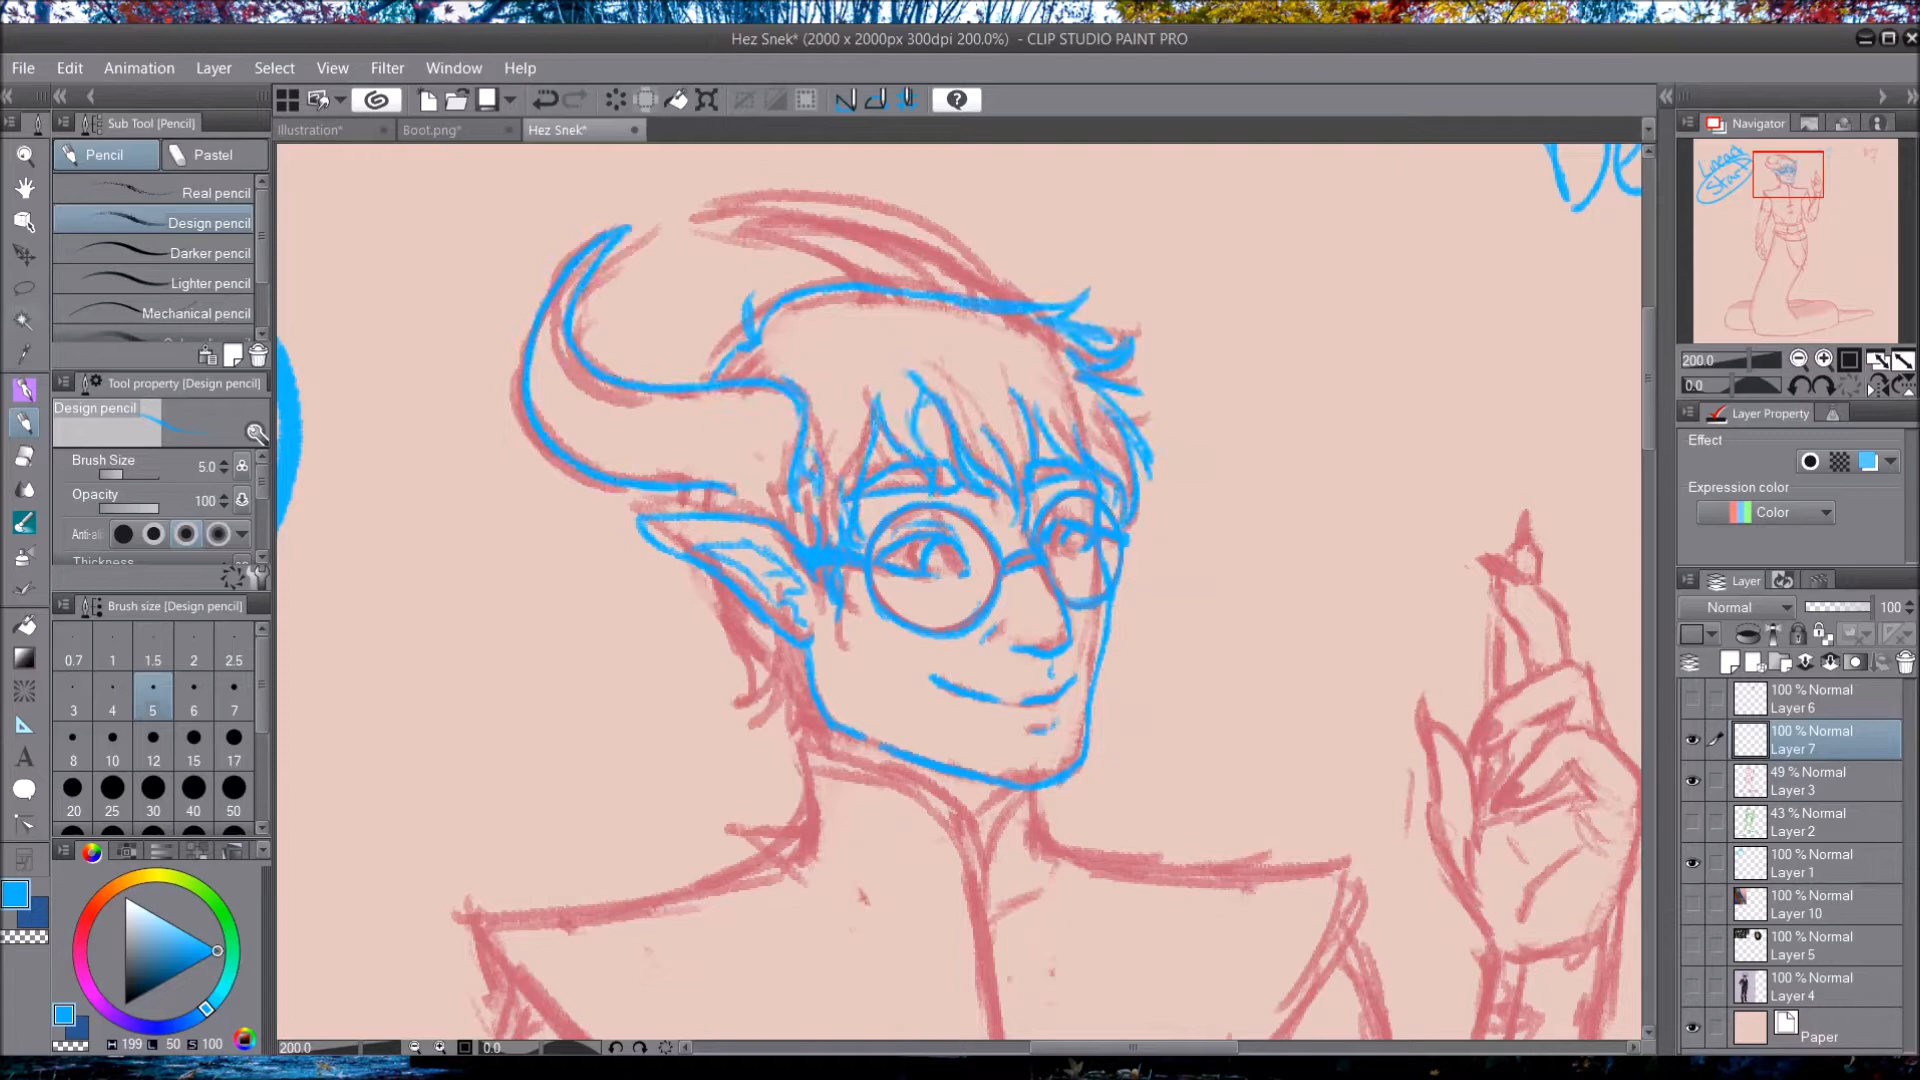 Hez Snek* (2000 x 2000px 300dpi 200.0%) - CLIP STUDIO PAINT PRO
File Edit Animation Layer Select View Filter Window Help
Sub Tool [Pencil]
Illustration* Boot.png* Hez Snek*
Navigator
Pencil Pastel
Real pencil
Design pencil
Darker pencil
Lighter pencil
Mechanical pencil
Tool property [Design pencil]
Design pencil
Brush Size 5.0
Opacity 100
Anti-ali
Thickness
Brush size [Design pencil]
0.7 1 1.5 2 2.5
3 4 5 6 7
8 10 12 15 17
20 25 30 40 50
H 199 L 50 S 100
200.0 0.0
Lineart
Start
200.0
0.0
Layer Property
Effect
Expression color
Color
Layer
Normal 100
100 % Normal
Layer 6
100 % Normal
Layer 7
49 % Normal
Layer 3
43 % Normal
Layer 2
100 % Normal
Layer 1
100 % Normal
Layer 10
100 % Normal
Layer 5
100 % Normal
Layer 4
Paper